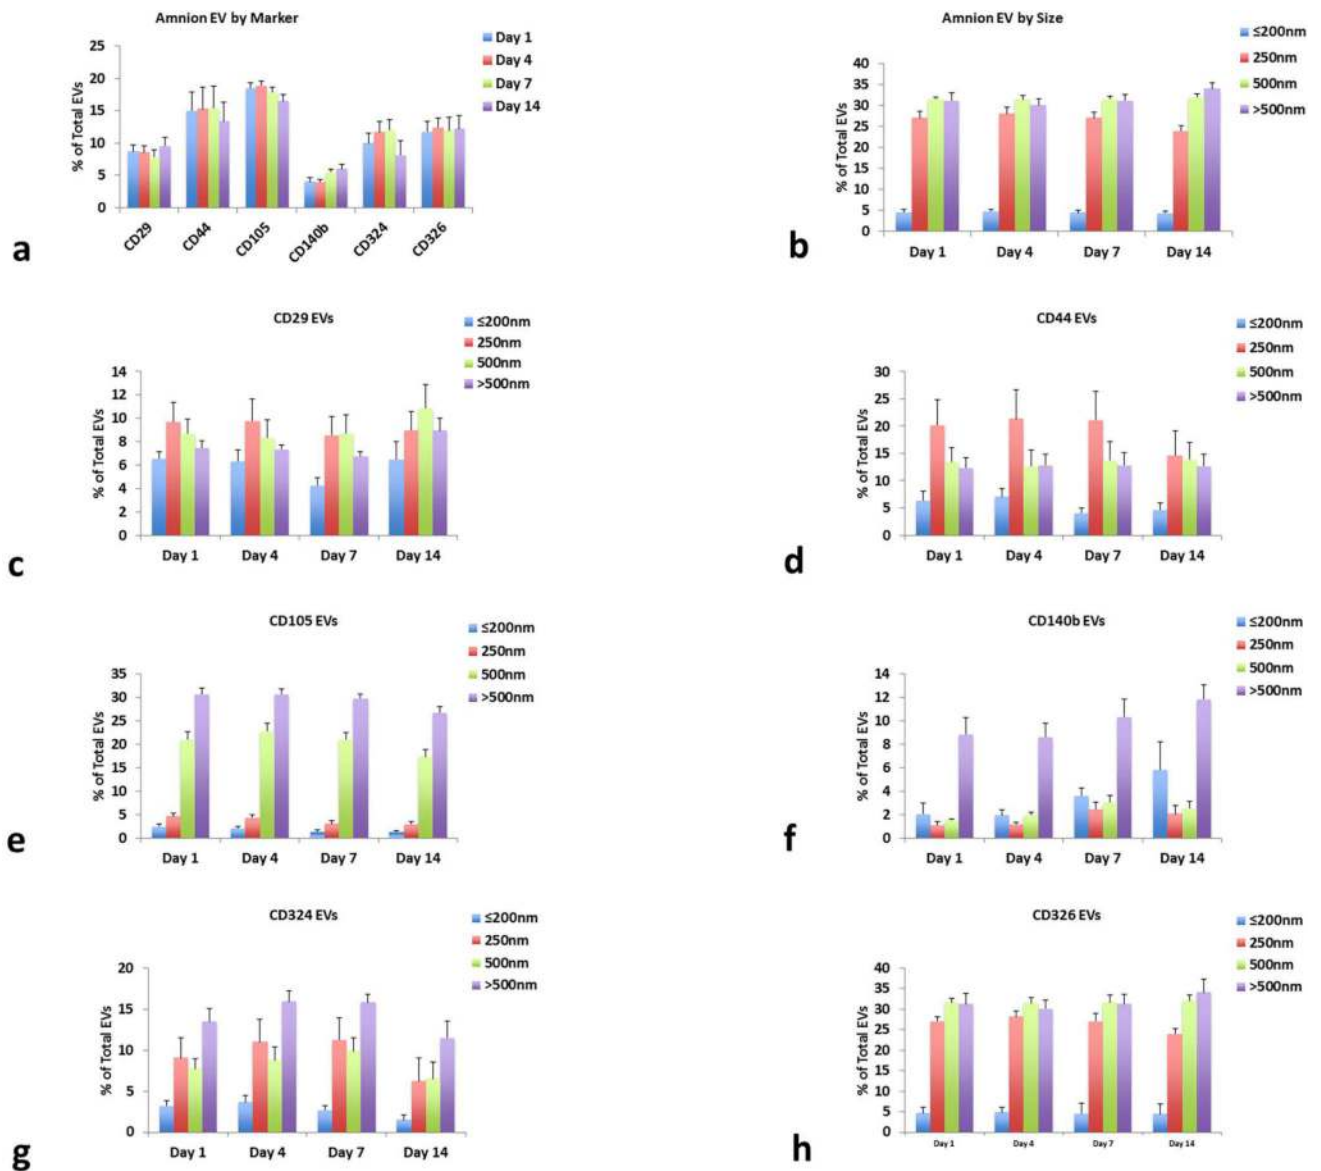 Amnion EV by Marker
% of Total EVs
25
20
15
10
5
0
CD29
CD44
CD105
CD140b
CD324
CD326
Day 1
Day 4
Day 7
Day 14
a
Amnion EV by Size
% of Total EVs
40
35
30
25
20
15
10
5
0
Day 1 Day 4 Day 7 Day 14
≤200nm
250nm
500nm
>500nm
b
CD29 EVs
% of Total EVs
14
12
10
8
6
4
2
0
Day 1 Day 4 Day 7 Day 14
≤200nm
250nm
500nm
>500nm
c
CD44 EVs
% of Total EVs
30
25
20
15
10
5
0
Day 1 Day 4 Day 7 Day 14
≤200nm
250nm
500nm
>500nm
d
CD105 EVs
% of Total EVs
35
30
25
20
15
10
5
0
Day 1 Day 4 Day 7 Day 14
≤200nm
250nm
500nm
>500nm
e
CD140b EVs
% of Total EVs
14
12
10
8
6
4
2
0
Day 1 Day 4 Day 7 Day 14
≤200nm
250nm
500nm
>500nm
f
CD324 EVs
% of Total EVs
20
15
10
5
0
Day 1 Day 4 Day 7 Day 14
≤200nm
250nm
500nm
>500nm
g
CD326 EVs
% of Total EVs
40
35
30
25
20
15
10
5
0
Day 1 Day 4 Day 7 Day 14
≤200nm
250nm
500nm
>500nm
h